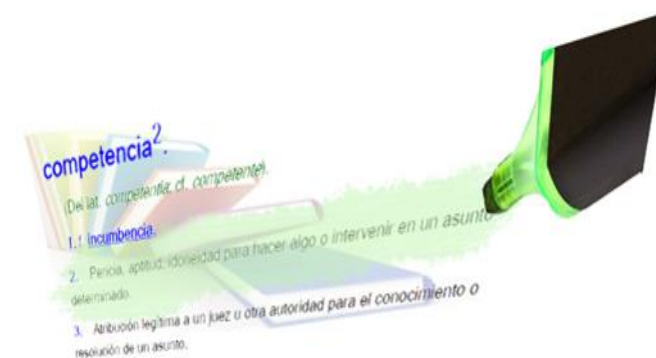 competencia².
(Del lat. competentia; cf. competente).
1. f. incumbencia.
2. Pericia, aptitud, idoneidad para hacer algo o intervenir en un asunto
determinado.
3. Atribución legítima a un juez u otra autoridad para el conocimiento o
resolución de un asunto.